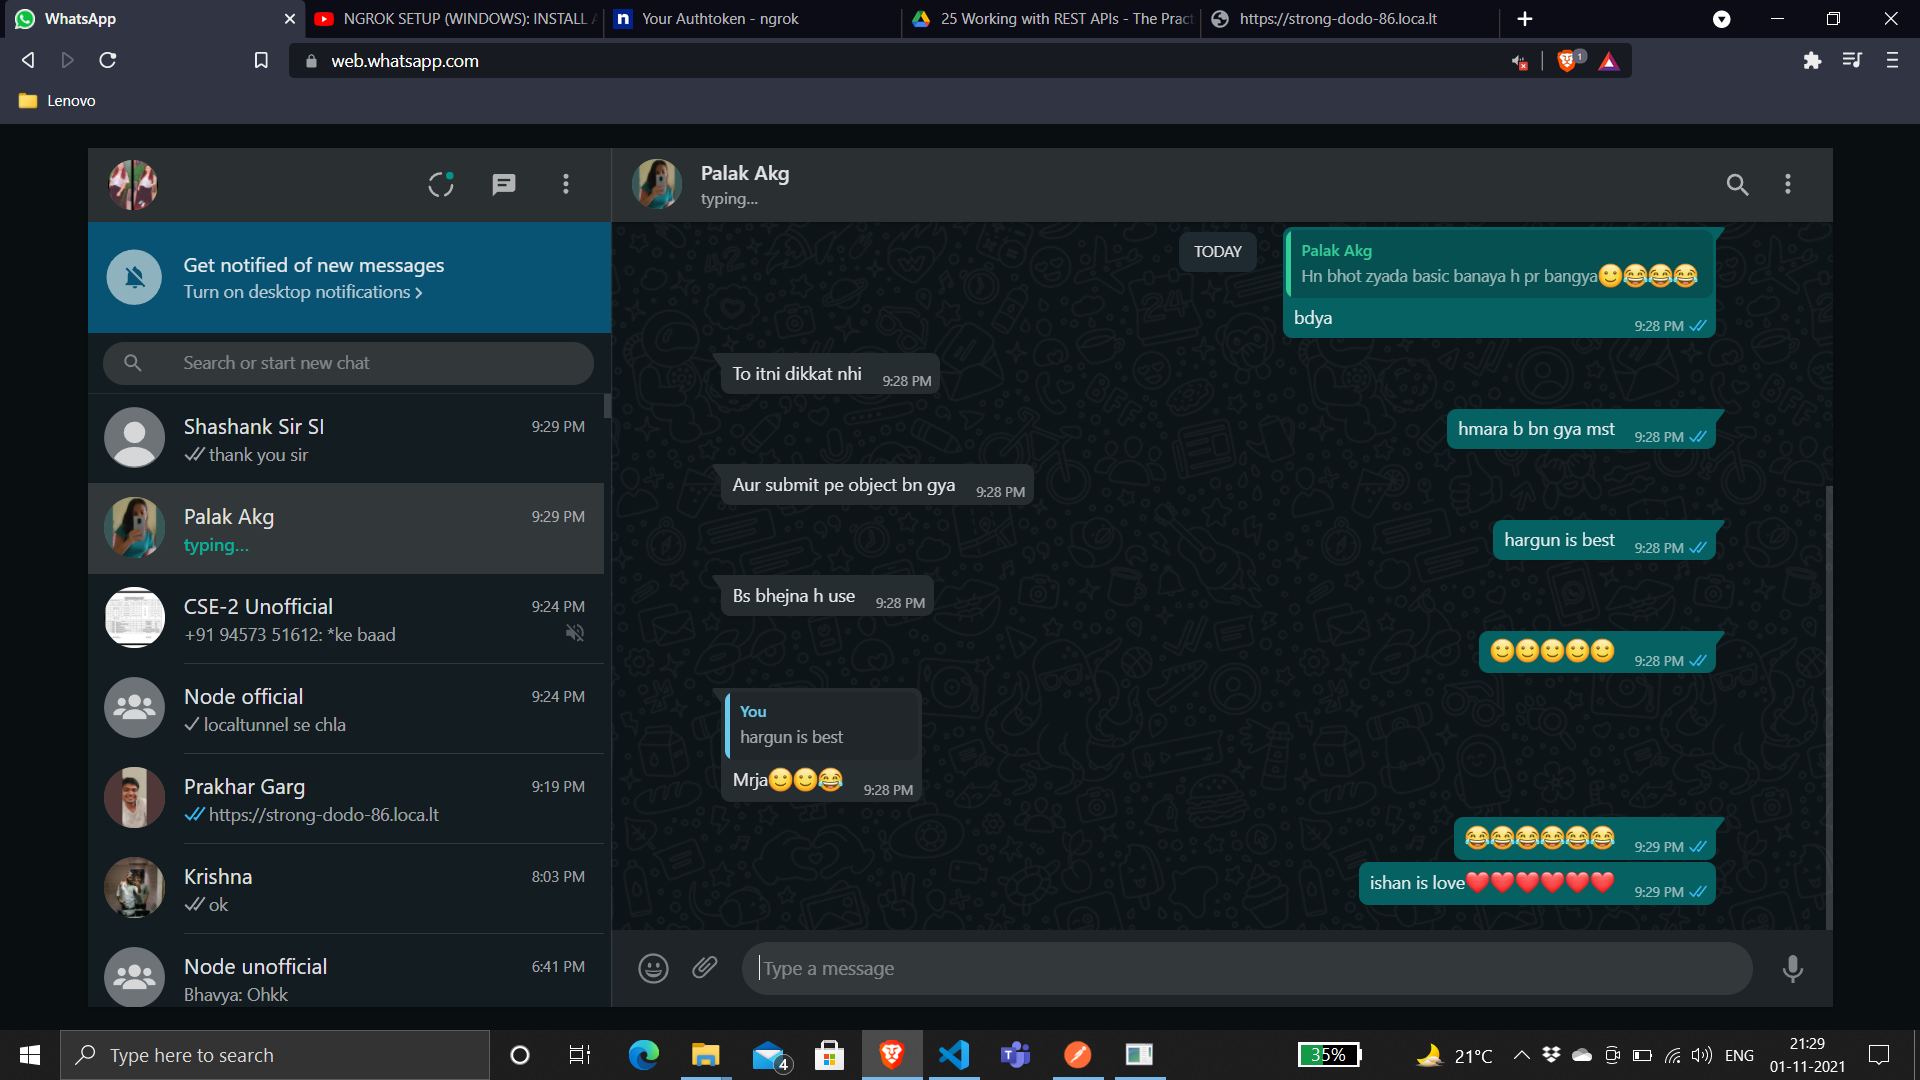 WhatsApp
NGROK SETUP (WINDOWS): INSTALL
Your Authtoken - ngrok
25 Working with REST APIs - The Pract
https://strong-dodo-86.loca.lt
web.whatsapp.com
1
Lenovo
Get notified of new messages
Turn on desktop notifications
Search or start new chat
Shashank Sir SI
9:29 PM
thank you sir
Palak Akg
9:29 PM
typing...
CSE-2 Unofficial
9:24 PM
+91 94573 51612: *ke baad
Node official
9:24 PM
localtunnel se chla
Prakhar Garg
9:19 PM
https://strong-dodo-86.loca.lt
Krishna
8:03 PM
ok
Node unofficial
6:41 PM
Bhavya: Ohkk
Palak Akg
typing...
TODAY
Palak Akg
Hn bhot zyada basic banaya h pr bangya🙂😂😂😂
bdya
9:28 PM
To itni dikkat nhi 9:28 PM
hmara b bn gya mst 9:28 PM
Aur submit pe object bn gya 9:28 PM
hargun is best 9:28 PM
Bs bhejna h use 9:28 PM
🙂🙂🙂🙂🙂 9:28 PM
You
hargun is best
Mrja🙂🙂😂 9:28 PM
😂😂😂😂😂😂 9:29 PM
ishan is love❤️❤️❤️❤️❤️❤️ 9:29 PM
Type a message
Type here to search
4
35%
21°C
ENG
21:29
01-11-2021